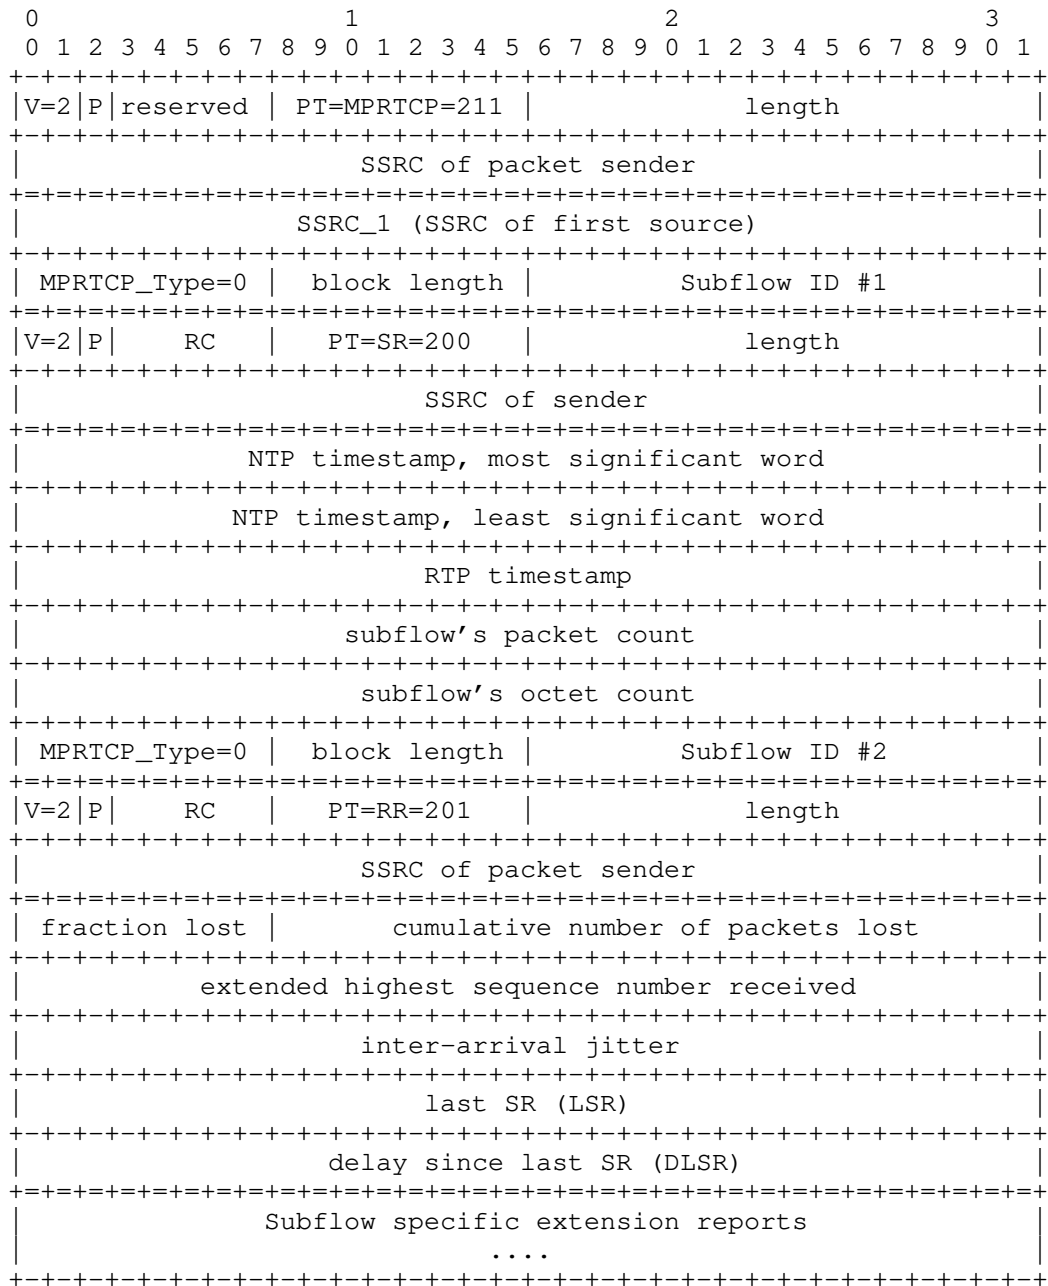 0                   1                   2                   3
 0 1 2 3 4 5 6 7 8 9 0 1 2 3 4 5 6 7 8 9 0 1 2 3 4 5 6 7 8 9 0 1
+-+-+-+-+-+-+-+-+-+-+-+-+-+-+-+-+-+-+-+-+-+-+-+-+-+-+-+-+-+-+-+-+
|V=2|P|reserved | PT=MPRTCP=211 |             length            |
+-+-+-+-+-+-+-+-+-+-+-+-+-+-+-+-+-+-+-+-+-+-+-+-+-+-+-+-+-+-+-+-+
|                     SSRC of packet sender                     |
+=+=+=+=+=+=+=+=+=+=+=+=+=+=+=+=+=+=+=+=+=+=+=+=+=+=+=+=+=+=+=+=+
|                 SSRC_1 (SSRC of first source)                 |
+-+-+-+-+-+-+-+-+-+-+-+-+-+-+-+-+-+-+-+-+-+-+-+-+-+-+-+-+-+-+-+-+
| MPRTCP_Type=0 |  block length |         Subflow ID #1         |
+=+=+=+=+=+=+=+=+=+=+=+=+=+=+=+=+=+=+=+=+=+=+=+=+=+=+=+=+=+=+=+=+
|V=2|P|    RC   |   PT=SR=200   |             length            |
+-+-+-+-+-+-+-+-+-+-+-+-+-+-+-+-+-+-+-+-+-+-+-+-+-+-+-+-+-+-+-+-+
|                         SSRC of sender                        |
+=+=+=+=+=+=+=+=+=+=+=+=+=+=+=+=+=+=+=+=+=+=+=+=+=+=+=+=+=+=+=+=+
|              NTP timestamp, most significant word             |
+-+-+-+-+-+-+-+-+-+-+-+-+-+-+-+-+-+-+-+-+-+-+-+-+-+-+-+-+-+-+-+-+
|             NTP timestamp, least significant word             |
+-+-+-+-+-+-+-+-+-+-+-+-+-+-+-+-+-+-+-+-+-+-+-+-+-+-+-+-+-+-+-+-+
|                         RTP timestamp                         |
+-+-+-+-+-+-+-+-+-+-+-+-+-+-+-+-+-+-+-+-+-+-+-+-+-+-+-+-+-+-+-+-+
|                    subflow's packet count                     |
+-+-+-+-+-+-+-+-+-+-+-+-+-+-+-+-+-+-+-+-+-+-+-+-+-+-+-+-+-+-+-+-+
|                     subflow's octet count                     |
+-+-+-+-+-+-+-+-+-+-+-+-+-+-+-+-+-+-+-+-+-+-+-+-+-+-+-+-+-+-+-+-+
| MPRTCP_Type=0 |  block length |         Subflow ID #2         |
+=+=+=+=+=+=+=+=+=+=+=+=+=+=+=+=+=+=+=+=+=+=+=+=+=+=+=+=+=+=+=+=+
|V=2|P|    RC   |   PT=RR=201   |             length            |
+-+-+-+-+-+-+-+-+-+-+-+-+-+-+-+-+-+-+-+-+-+-+-+-+-+-+-+-+-+-+-+-+
|                     SSRC of packet sender                     |
+=+=+=+=+=+=+=+=+=+=+=+=+=+=+=+=+=+=+=+=+=+=+=+=+=+=+=+=+=+=+=+=+
| fraction lost |       cumulative number of packets lost       |
+-+-+-+-+-+-+-+-+-+-+-+-+-+-+-+-+-+-+-+-+-+-+-+-+-+-+-+-+-+-+-+-+
|           extended highest sequence number received           |
+-+-+-+-+-+-+-+-+-+-+-+-+-+-+-+-+-+-+-+-+-+-+-+-+-+-+-+-+-+-+-+-+
|                     inter-arrival jitter                      |
+-+-+-+-+-+-+-+-+-+-+-+-+-+-+-+-+-+-+-+-+-+-+-+-+-+-+-+-+-+-+-+-+
|                         last SR (LSR)                         |
+-+-+-+-+-+-+-+-+-+-+-+-+-+-+-+-+-+-+-+-+-+-+-+-+-+-+-+-+-+-+-+-+
|                   delay since last SR (DLSR)                  |
+=+=+=+=+=+=+=+=+=+=+=+=+=+=+=+=+=+=+=+=+=+=+=+=+=+=+=+=+=+=+=+=+
|               Subflow specific extension reports              |
|                             ....                              |
+-+-+-+-+-+-+-+-+-+-+-+-+-+-+-+-+-+-+-+-+-+-+-+-+-+-+-+-+-+-+-+-+